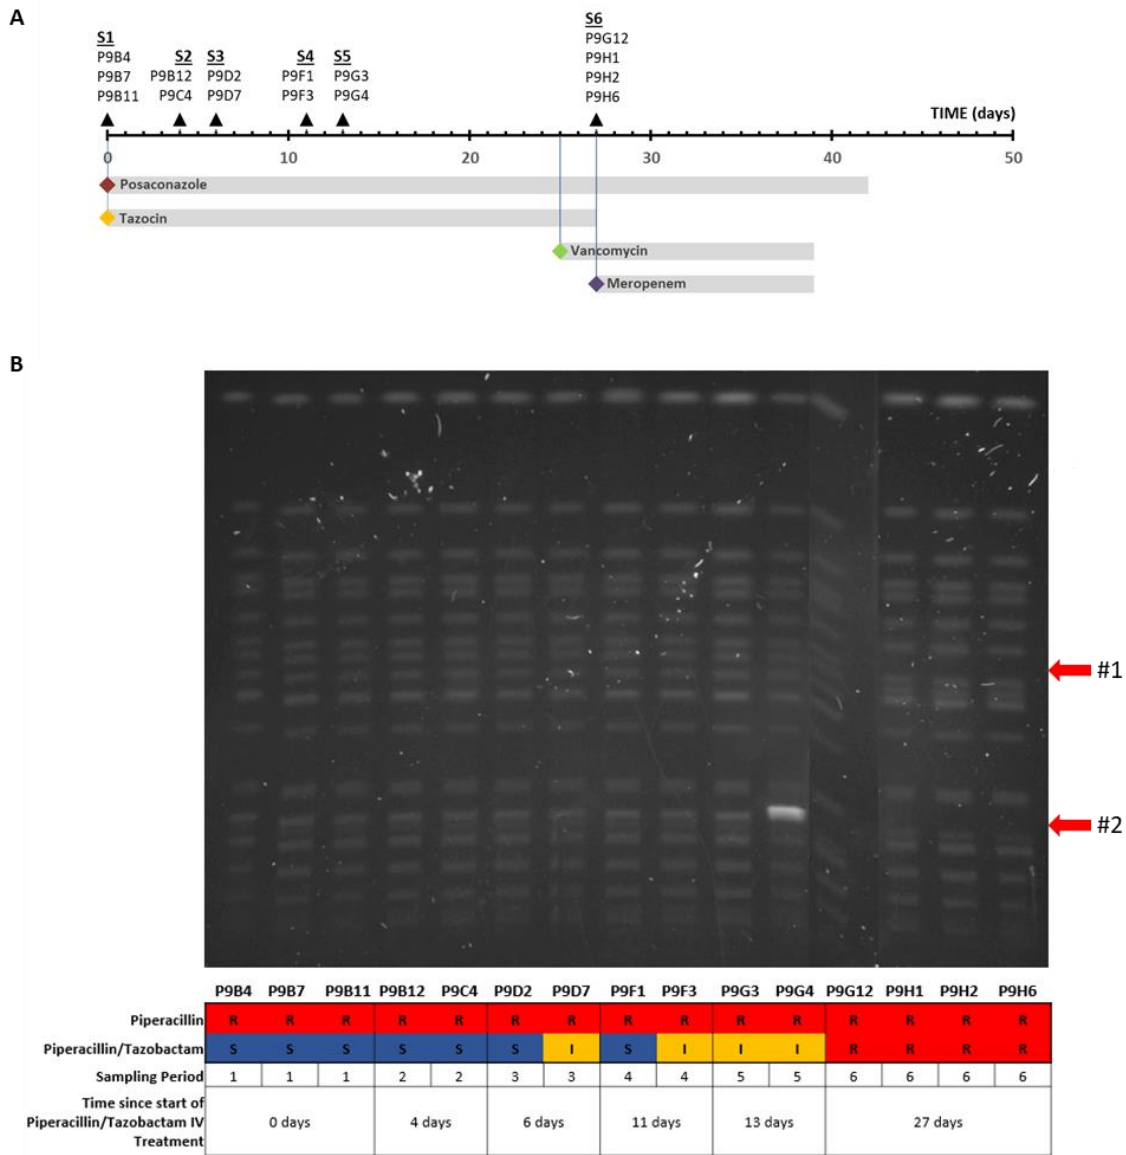 A
S1
P9B4
P9B7
P9B11
S2
P9B12
P9C4
S3
P9D2
P9D7
S4
P9F1
P9F3
S5
P9G3
P9G4
S6
P9G12
P9H1
P9H2
P9H6
TIME (days)
0 10 20 30 40 50
Posaconazole
Tazocin
Vancomycin
Meropenem
B
#1
#2
P9B4 P9B7 P9B11 P9B12 P9C4 P9D2 P9D7 P9F1 P9F3 P9G3 P9G4 P9G12 P9H1 P9H2 P9H6
Piperacillin R R R R R R R R R R R R R R R
Piperacillin/Tazobactam S S S S S S I S I I I R R R R
Sampling Period 1 1 1 2 2 3 3 4 4 5 5 6 6 6 6
Time since start of
Piperacillin/Tazobactam IV 0 days 4 days 6 days 11 days 13 days 27 days
Treatment